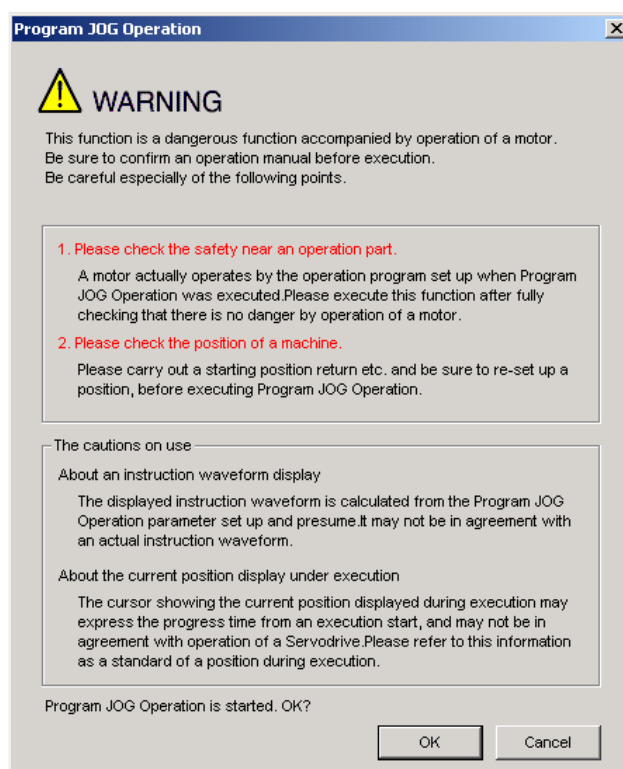 Program JOG Operation
WARNING
This function is a dangerous function accompanied by operation of a motor.
Be sure to confirm an operation manual before execution.
Be careful especially of the following points.
1. Please check the safety near an operation part.
A motor actually operates by the operation program set up when Program
JOG Operation was executed.Please execute this function after fully
checking that there is no danger by operation of a motor.
2. Please check the position of a machine.
Please carry out a starting position return etc. and be sure to re-set up a
position, before executing Program JOG Operation.
The cautions on use
About an instruction waveform display
The displayed instruction waveform is calculated from the Program JOG
Operation parameter set up and presume.It may not be in agreement with
an actual instruction waveform.
About the current position display under execution
The cursor showing the current position displayed during execution may
express the progress time from an execution start, and may not be in
agreement with operation of a Servodrive.Please refer to this information
as a standard of a position during execution.
Program JOG Operation is started. OK?
OK Cancel